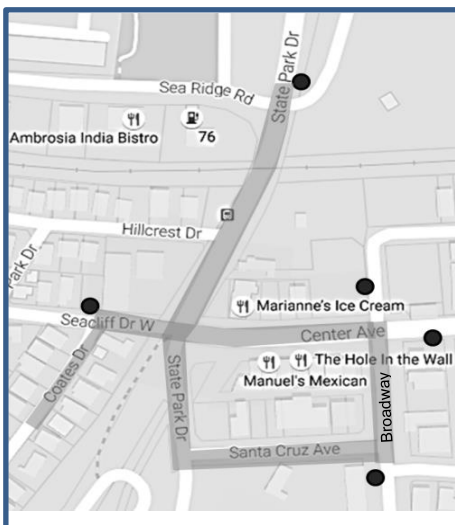 Sea Ridge Rd
State Park Dr
Ambrosia India Bistro
76
Hillcrest Dr
Park Dr
Marianne's Ice Cream
Seacliff Dr W
Center Ave
The Hole In the Wall
Coates Dr
State Park Dr
Manuel's Mexican
Broadway
Santa Cruz Ave